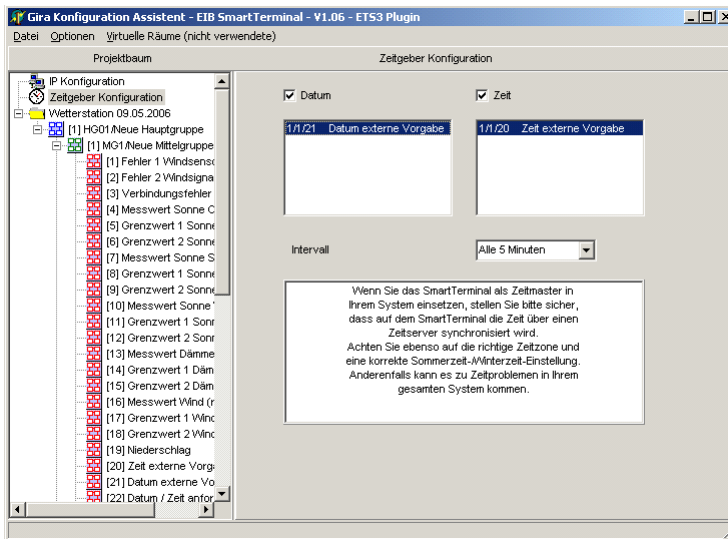 Gira Konfiguration Assistent - EIB SmartTerminal - V1.06 - ETS3 Plugin
Datei Optionen Virtuelle Räume (nicht verwendete)
Projektbaum
Zeitgeber Konfiguration
IP Konfiguration
Zeitgeber Konfiguration
Wetterstation 09.05.2006
[1] HG01/Neue Hauptgruppe
[1] MG1/Neue Mittelgruppe
[1] Fehler 1 Windsenso
[2] Fehler 2 Windsigna
[3] Verbindungsfehler
[4] Messwert Sonne O
[5] Grenzwert 1 Sonne
[6] Grenzwert 2 Sonne
[7] Messwert Sonne S
[8] Grenzwert 1 Sonne
[9] Grenzwert 2 Sonne
[10] Messwert Sonne
[11] Grenzwert 1 Sonr
[12] Grenzwert 2 Sonr
[13] Messwert Dämme
[14] Grenzwert 1 Däm
[15] Grenzwert 2 Däm
[16] Messwert Wind (r
[17] Grenzwert 1 Winc
[18] Grenzwert 2 Winc
[19] Niederschlag
[20] Zeit externe Vorga
[21] Datum externe Vo
[22] Datum / Zeit anfor
Datum
Zeit
1/1/21 Datum externe Vorgabe
1/1/20 Zeit externe Vorgabe
Intervall
Alle 5 Minuten
Wenn Sie das SmartTerminal als Zeitmaster in
Ihrem System einsetzen, stellen Sie bitte sicher,
dass auf dem SmartTerminal die Zeit über einen
Zeitserver synchronisiert wird.
Achten Sie ebenso auf die richtige Zeitzone und
eine korrekte Sommerzeit-/Winterzeit-Einstellung.
Anderenfalls kann es zu Zeitproblemen in Ihrem
gesamten System kommen.